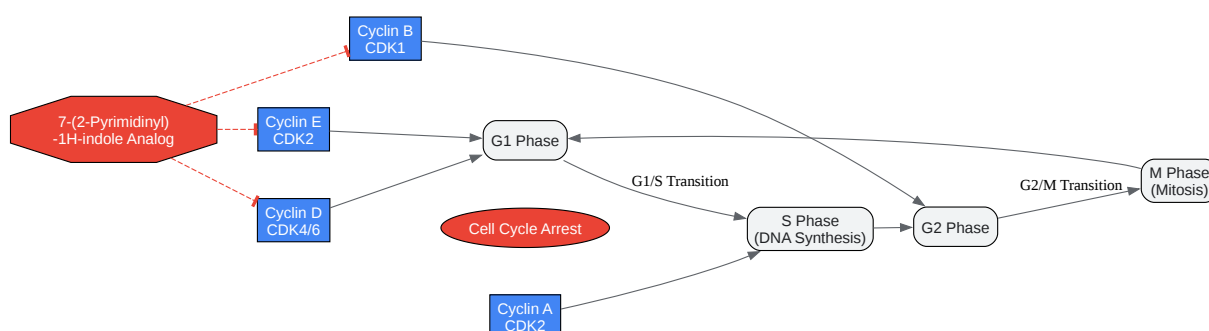 Cyclin B
CDK1
7-(2-Pyrimidinyl)
-1H-indole Analog
Cyclin E
CDK2
G1 Phase
Cyclin D
CDK4/6
G1/S Transition
Cell Cycle Arrest
S Phase
(DNA Synthesis)
G2 Phase
G2/M Transition
M Phase
(Mitosis)
Cyclin A
CDK2